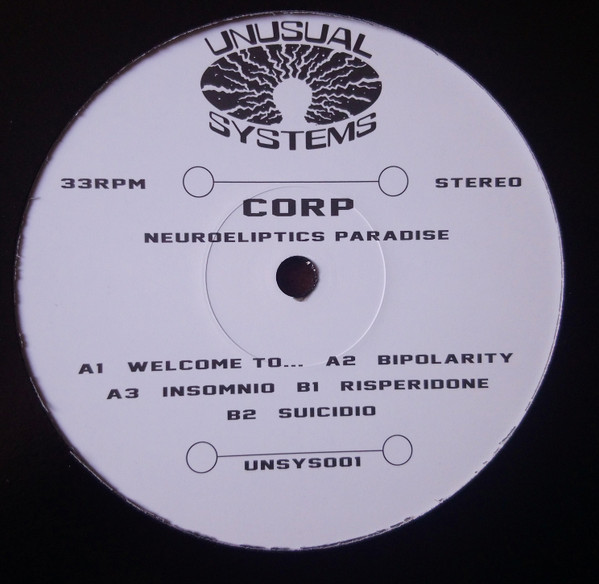 UNUSUAL
SYSTEMS
33RPM STEREO
CORP
NEUROELIPTICS PARADISE
A1 WELCOME TO... A2 BIPOLARITY
A3 INSOMNIO B1 RISPERIDONE
B2 SUICIDIO
UNSYS001